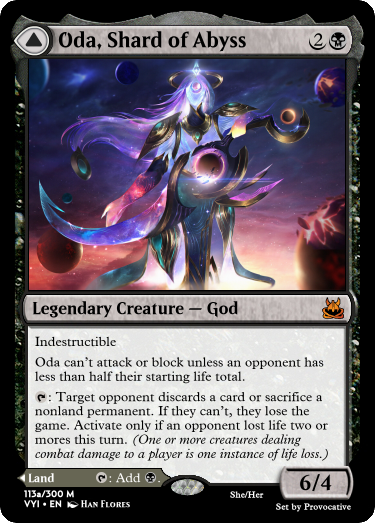 Oda, Shard of Abyss 2
Legendary Creature — God
Indestructible
Oda can't attack or block unless an opponent has
less than half their starting life total.
: Target opponent discards a card or sacrifice a
nonland permanent. If they can't, they lose the
game. Activate only if an opponent lost life two or
mores this turn. (One or more creatures dealing
combat damage to a player is one instance of life loss.)
Land : Add .
6/4
113a/300 M
VYI • EN Han Flores
She/Her
Set by Provocative